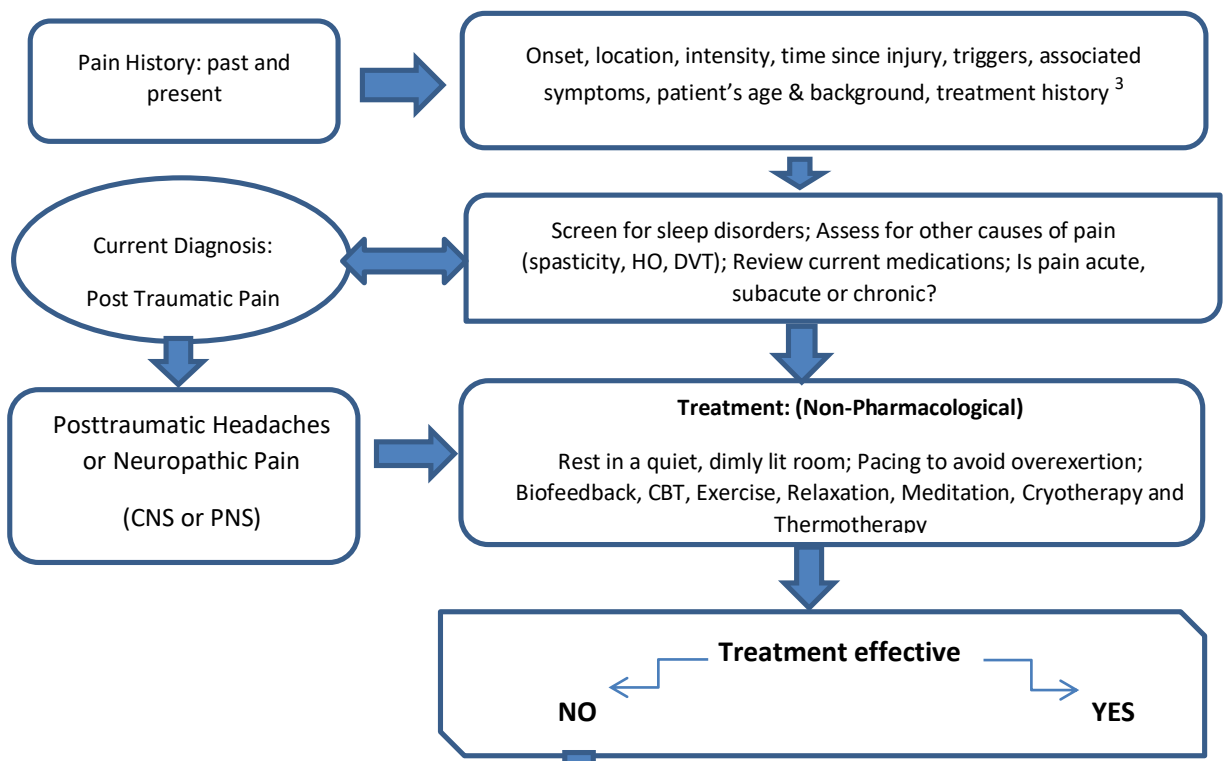 Pain History: past and
present
Onset, location, intensity, time since injury, triggers, associated
symptoms, patient’s age & background, treatment history 3
Current Diagnosis:
Post Traumatic Pain
Screen for sleep disorders; Assess for other causes of pain
(spasticity, HO, DVT); Review current medications; Is pain acute,
subacute or chronic?
Posttraumatic Headaches
or Neuropathic Pain
(CNS or PNS)
Treatment: (Non-Pharmacological)
Rest in a quiet, dimly lit room; Pacing to avoid overexertion;
Biofeedback, CBT, Exercise, Relaxation, Meditation, Cryotherapy and
Thermotherapy
Treatment effective
NO
YES